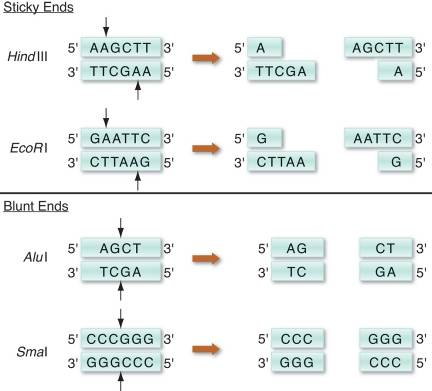 Sticky Ends
5' AAGCTT 3' 5' A AGCTT 3'
HindIII
3' TTCGAA 5' 3' TTCGA A 5'
5' GAATTC 3' 5' G AATTC 3'
EcoRI
3' CTTAAG 5' 3' CTTAA G 5'
Blunt Ends
5' AGCT 3' 5' AG CT 3'
AluI
3' TCGA 5' 3' TC GA 5'
5' CCCGGG 3' 5' CCC GGG 3'
SmaI
3' GGGCCC 5' 3' GGG CCC 5'